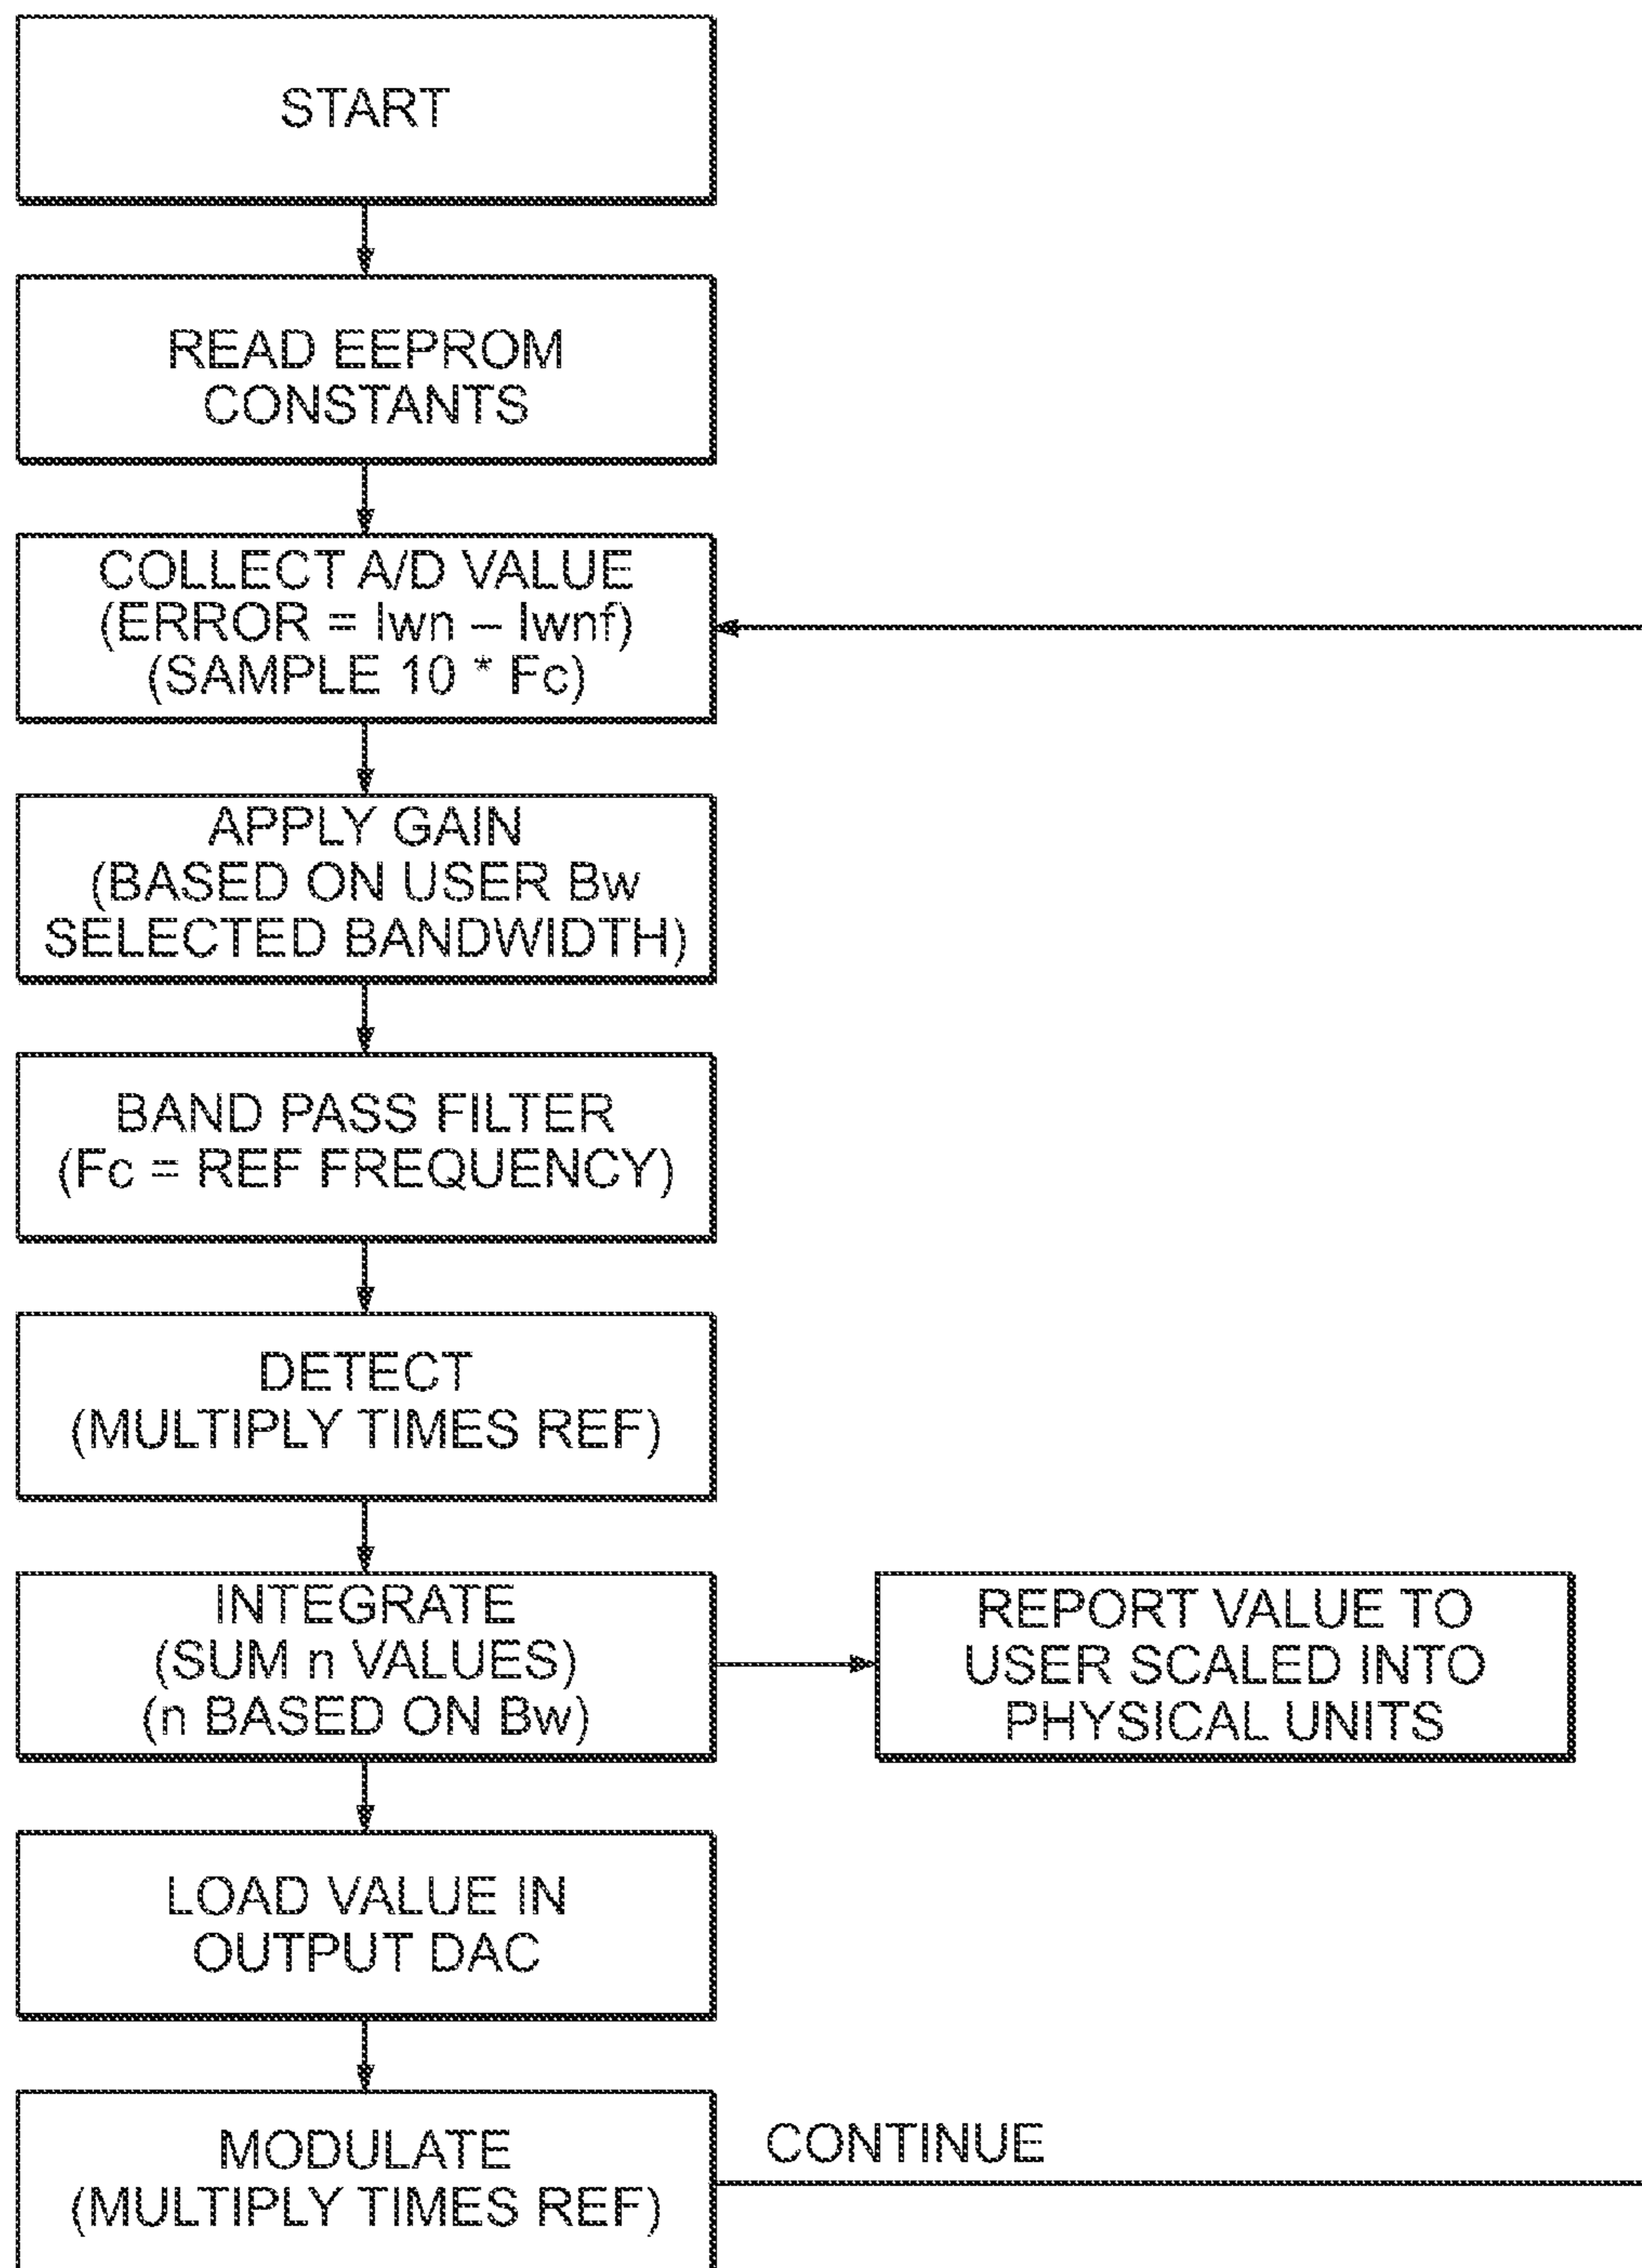 START
READ EEPROM
CONSTANTS
COLLECT A/D VALUE
(ERROR = Iwn – Iwnf)
(SAMPLE 10 * Fc)
APPLY GAIN
(BASED ON USER Bw
SELECTED BANDWIDTH)
BAND PASS FILTER
(Fc = REF FREQUENCY)
DETECT
(MULTIPLY TIMES REF)
INTEGRATE
(SUM n VALUES)
(n BASED ON Bw)
REPORT VALUE TO
USER SCALED INTO
PHYSICAL UNITS
LOAD VALUE IN
OUTPUT DAC
MODULATE
(MULTIPLY TIMES REF)
CONTINUE